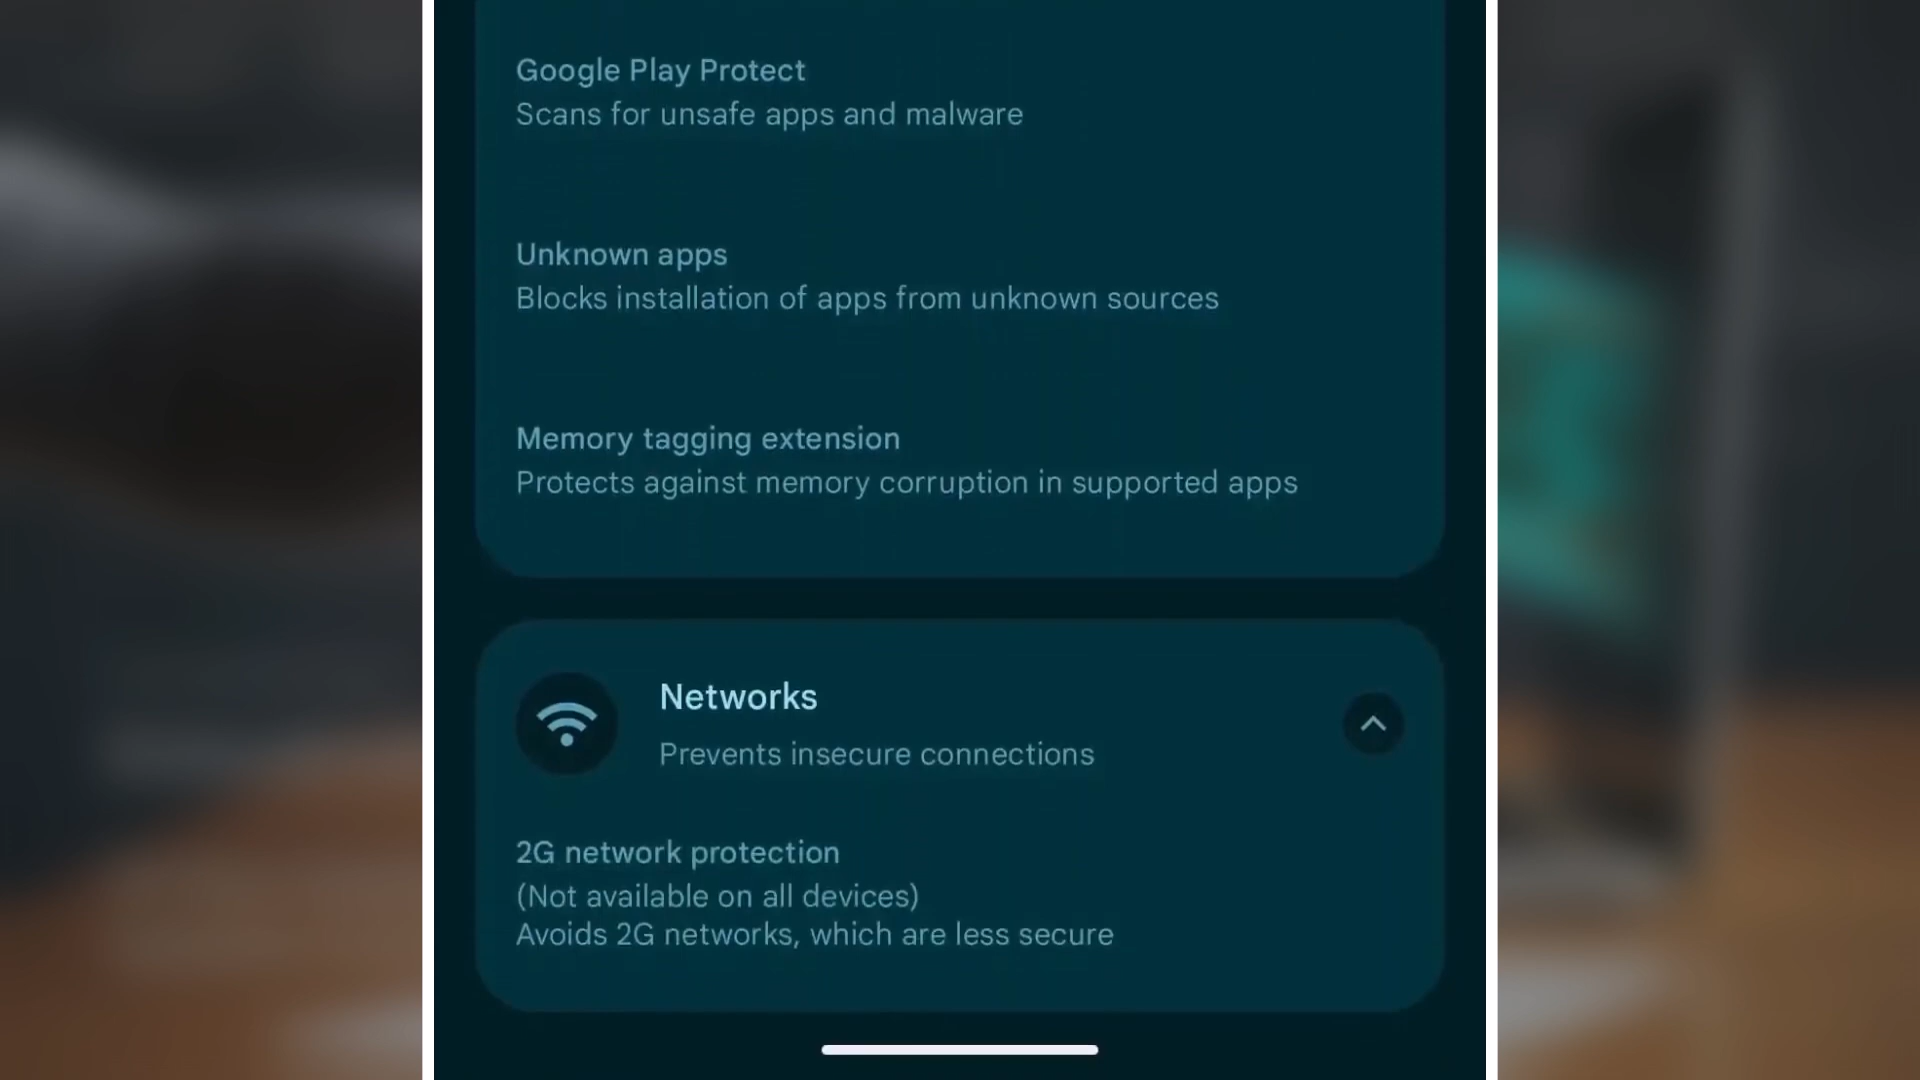 Google Play Protect
Scans for unsafe apps and malware
Unknown apps
Blocks installation of apps from unknown sources
Memory tagging extension
Protects against memory corruption in supported apps
Networks
Prevents insecure connections
2G network protection
(Not available on all devices)
Avoids 2G networks, which are less secure